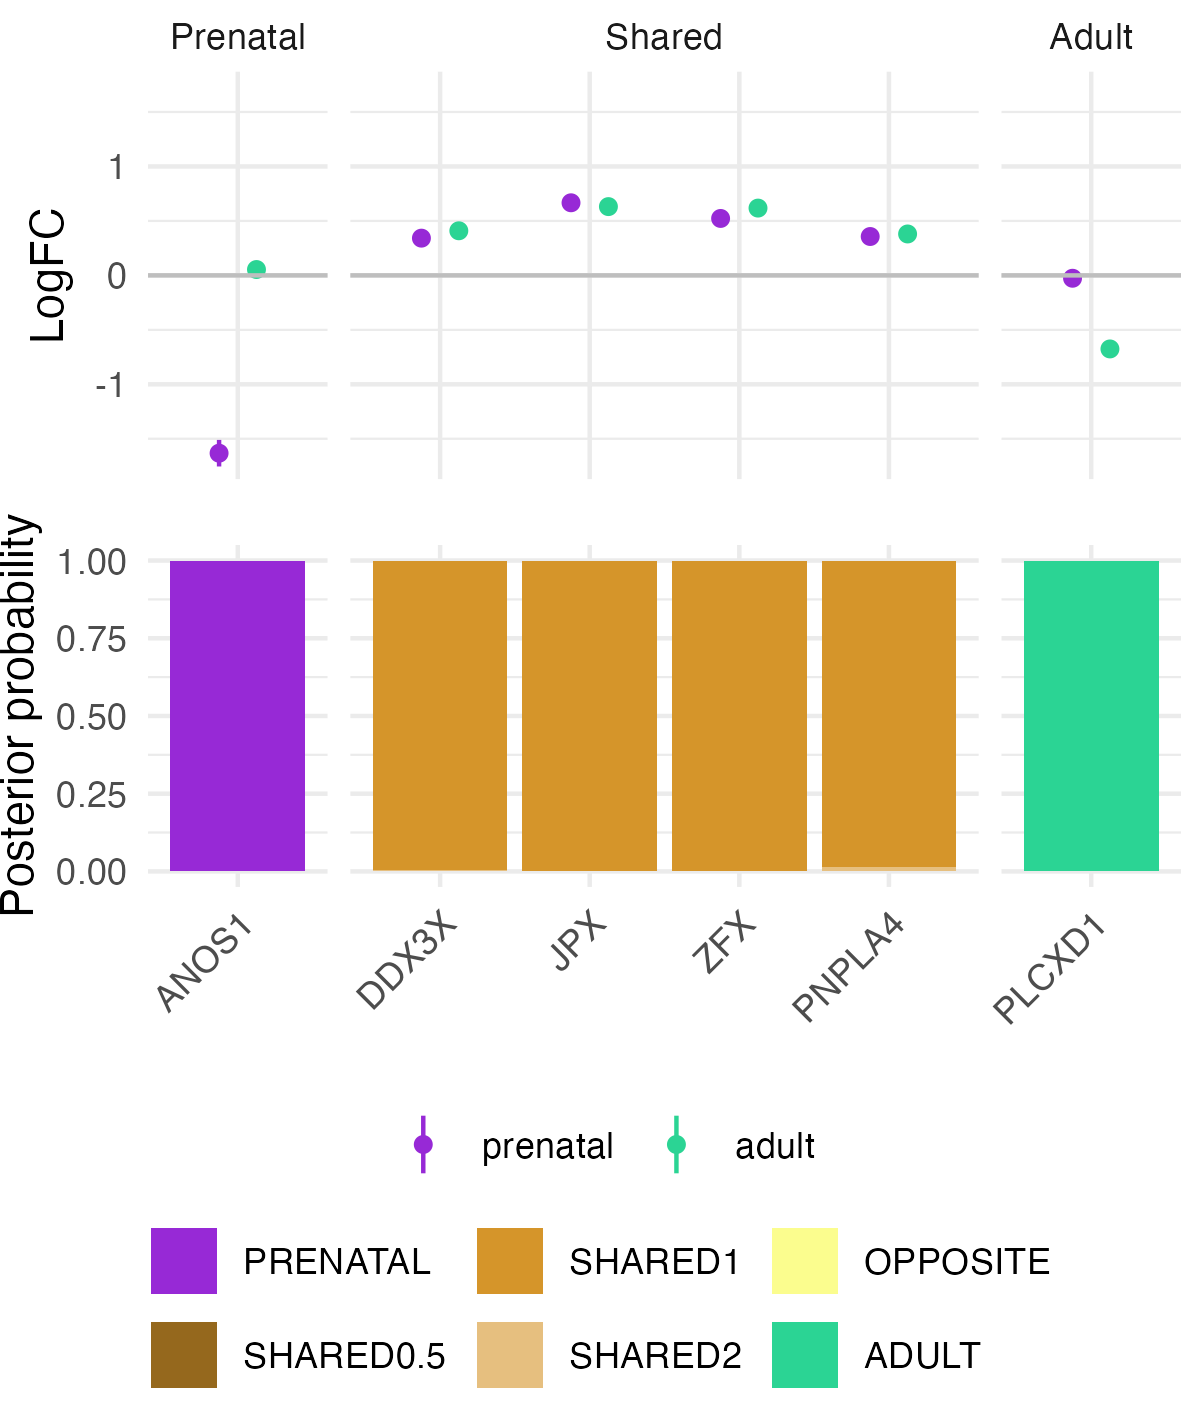 Prenatal Shared Adult
LogFC
1
0
-1
Posterior probability
1.00
0.75
0.50
0.25
0.00
ANOS1 DDX3X JPX ZFX PNPLA4 PLCXD1
prenatal adult
PRENATAL SHARED1 OPPOSITE
SHARED0.5 SHARED2 ADULT